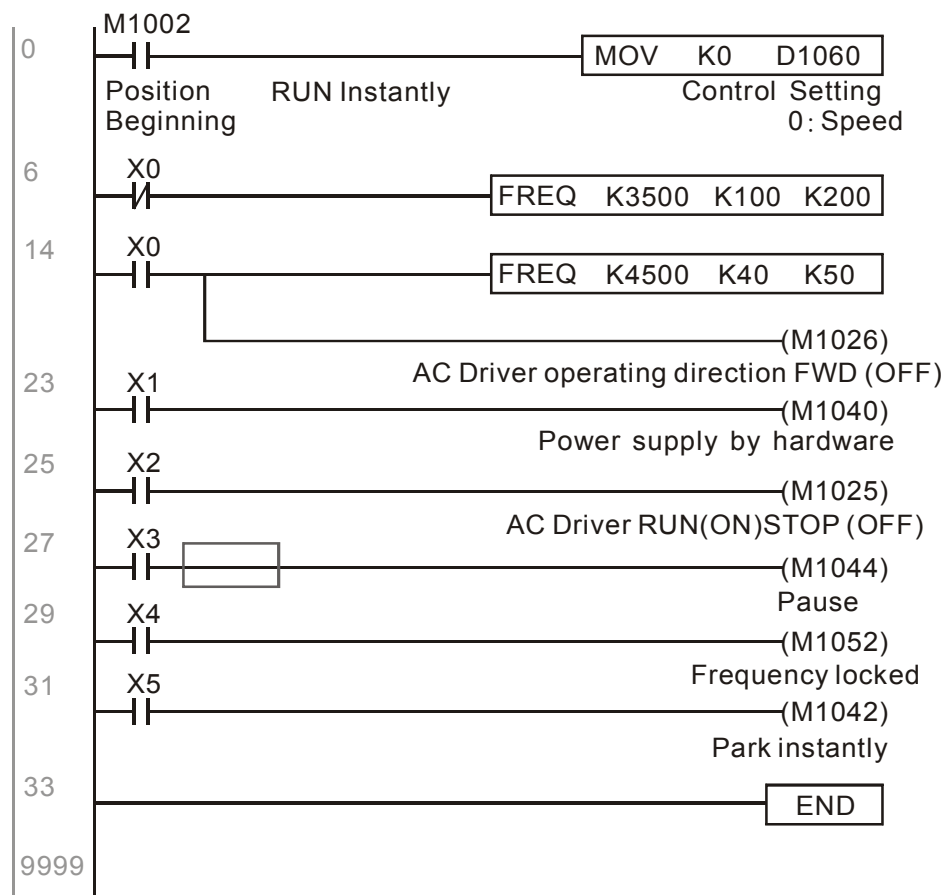 M1002
0
MOV K0 D1060
Position RUN Instantly Control Setting
Beginning 0: Speed
6
X0
FREQ K3500 K100 K200
14
X0
FREQ K4500 K40 K50
(M1026)
AC Driver operating direction FWD (OFF)
23
X1
(M1040)
Power supply by hardware
25
X2
(M1025)
AC Driver RUN(ON)STOP (OFF)
27
X3
(M1044)
Pause
29
X4
(M1052)
Frequency locked
31
X5
(M1042)
Park instantly
33
END
9999